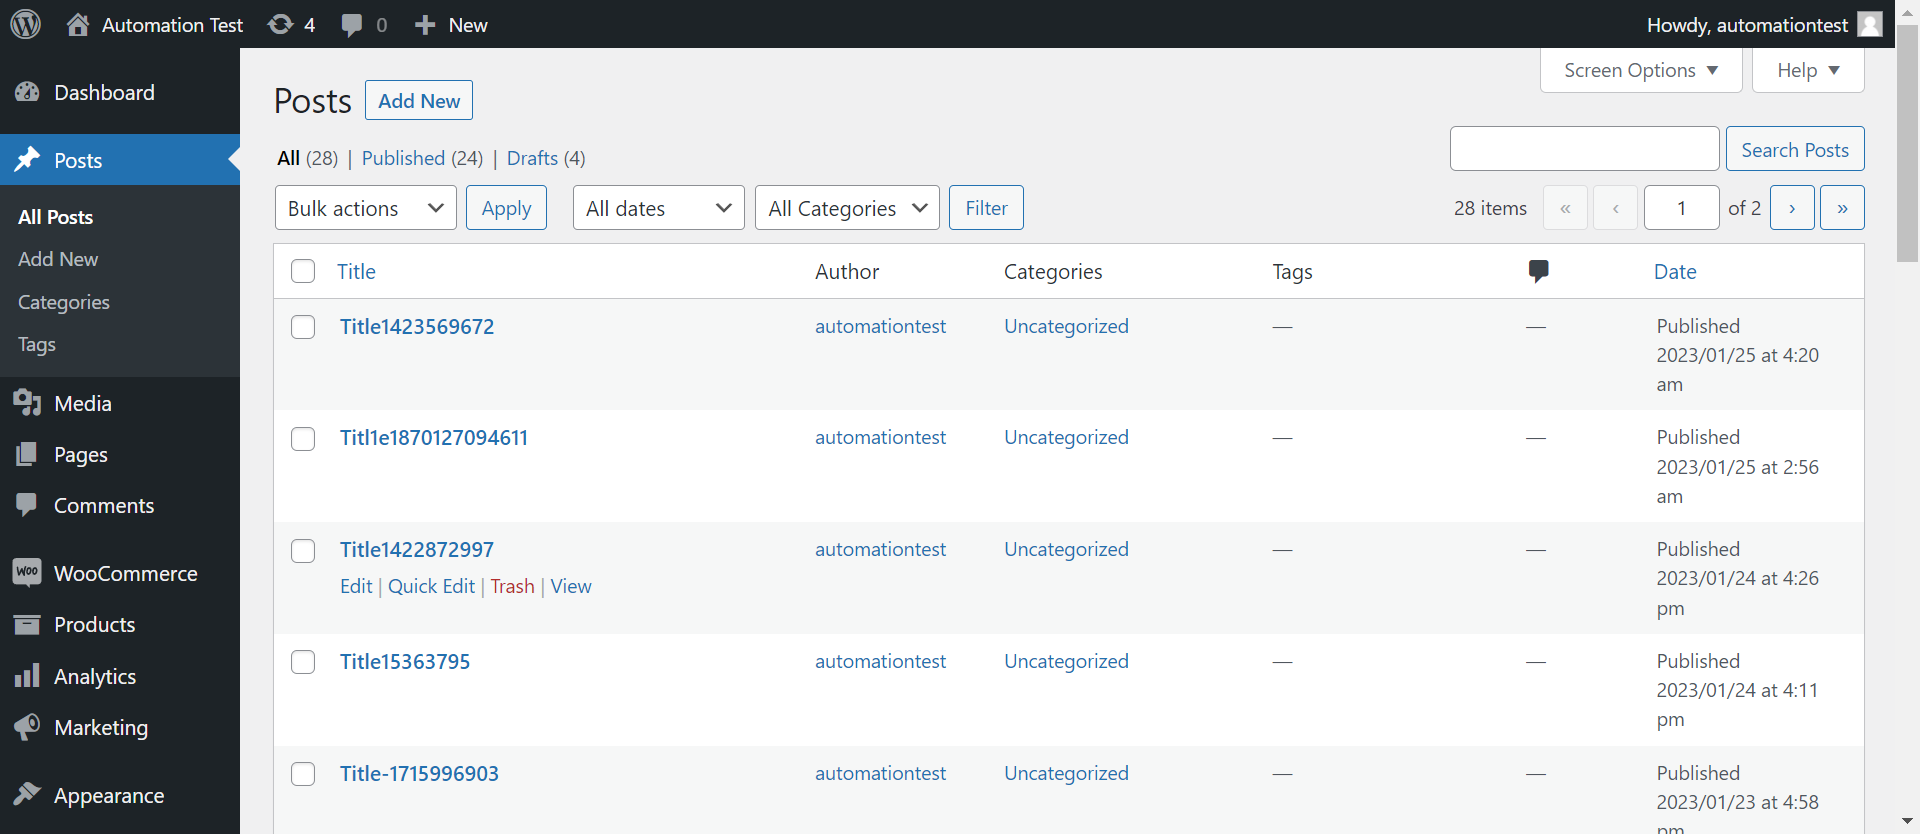 Automation Test 4 0 New Howdy, automationtest
Dashboard
Posts
All Posts
Add New
Categories
Tags
Media
Pages
Comments
WOO WooCommerce
Products
Analytics
Marketing
Appearance
Screen Options ▼ Help ▼
Posts Add New
All (28) | Published (24) | Drafts (4)
Search Posts
Bulk actions Apply All dates All Categories Filter
28 items « ‹ 1 of 2 › »
Title Author Categories Tags Date
Title1423569672 automationtest Uncategorized — — Published
2023/01/25 at 4:20
am
Titl1e1870127094611 automationtest Uncategorized — — Published
2023/01/25 at 2:56
am
Title1422872997 automationtest Uncategorized — — Published
Edit | Quick Edit | Trash | View 2023/01/24 at 4:26
pm
Title15363795 automationtest Uncategorized — — Published
2023/01/24 at 4:11
pm
Title-1715996903 automationtest Uncategorized — — Published
2023/01/23 at 4:58
pm